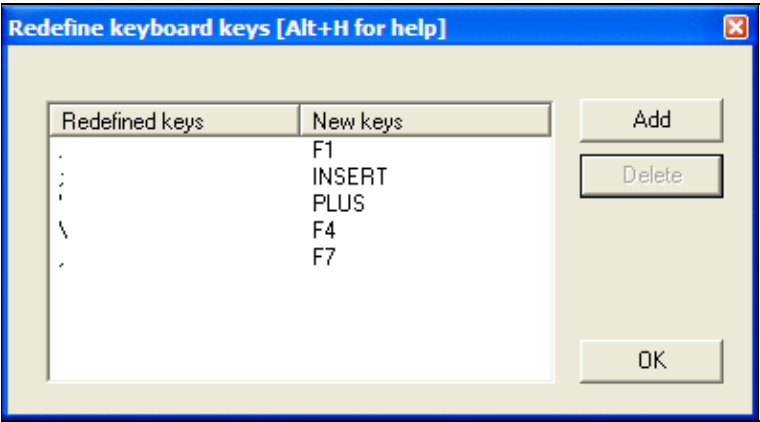 Redefine keyboard keys [Alt+H for help]
Redefined keys New keys Add
. F1
; INSERT Delete
' PLUS
\ F4
, F7
OK